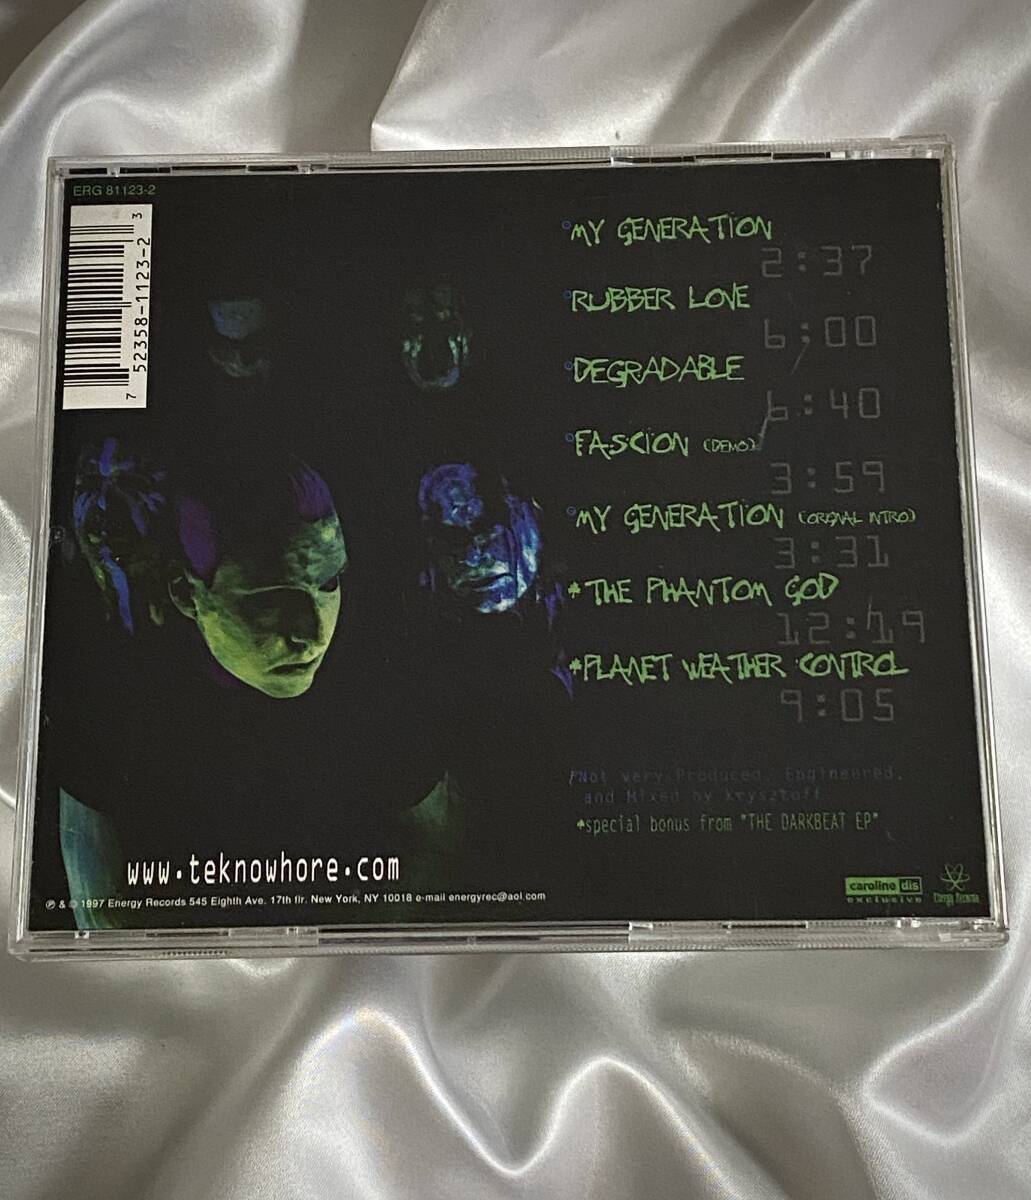 ERG 81123-2
7 52358-1123-2 3
°MY GENERATION
2:37
°RUBBER LOVE
6:00
°DEGRADABLE
6:40
°FASCION (DEMO)
3:59
°MY GENERATION (ORIGNAL INTRO)
3:31
*THE PHANTOM GOD
12:19
*PLANET WEATHER CONTROL
9:05
Not very Produced, Engineered,
and Mixed by Krysztoff
*special bonus from "THE DARKBEAT EP"
www.teknowhore.com
℗ & © 1997 Energy Records 545 Eighth Ave. 17th flr. New York, NY 10018 e-mail energyrec@aol.com
caroline dis
exclusive
Energy Records